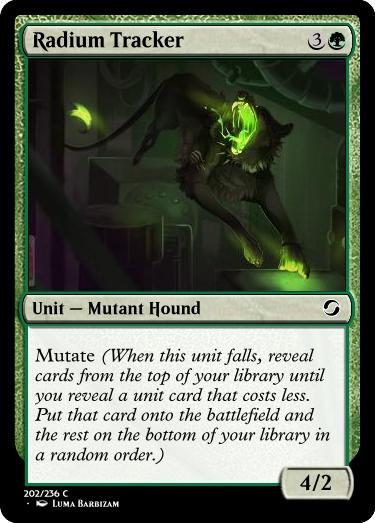 Radium Tracker 3
Unit — Mutant Hound
Mutate (When this unit falls, reveal
cards from the top of your library until
you reveal a unit card that costs less.
Put that card onto the battlefield and
the rest on the bottom of your library in
a random order.)
4/2
202/236 C
· Luma Barbizam